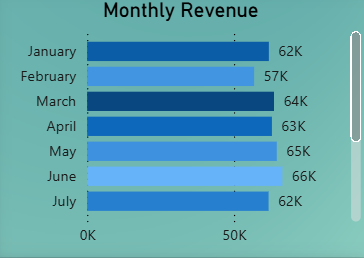 Monthly Revenue
January 62K
February 57K
March 64K
April 63K
May 65K
June 66K
July 62K
0K 50K